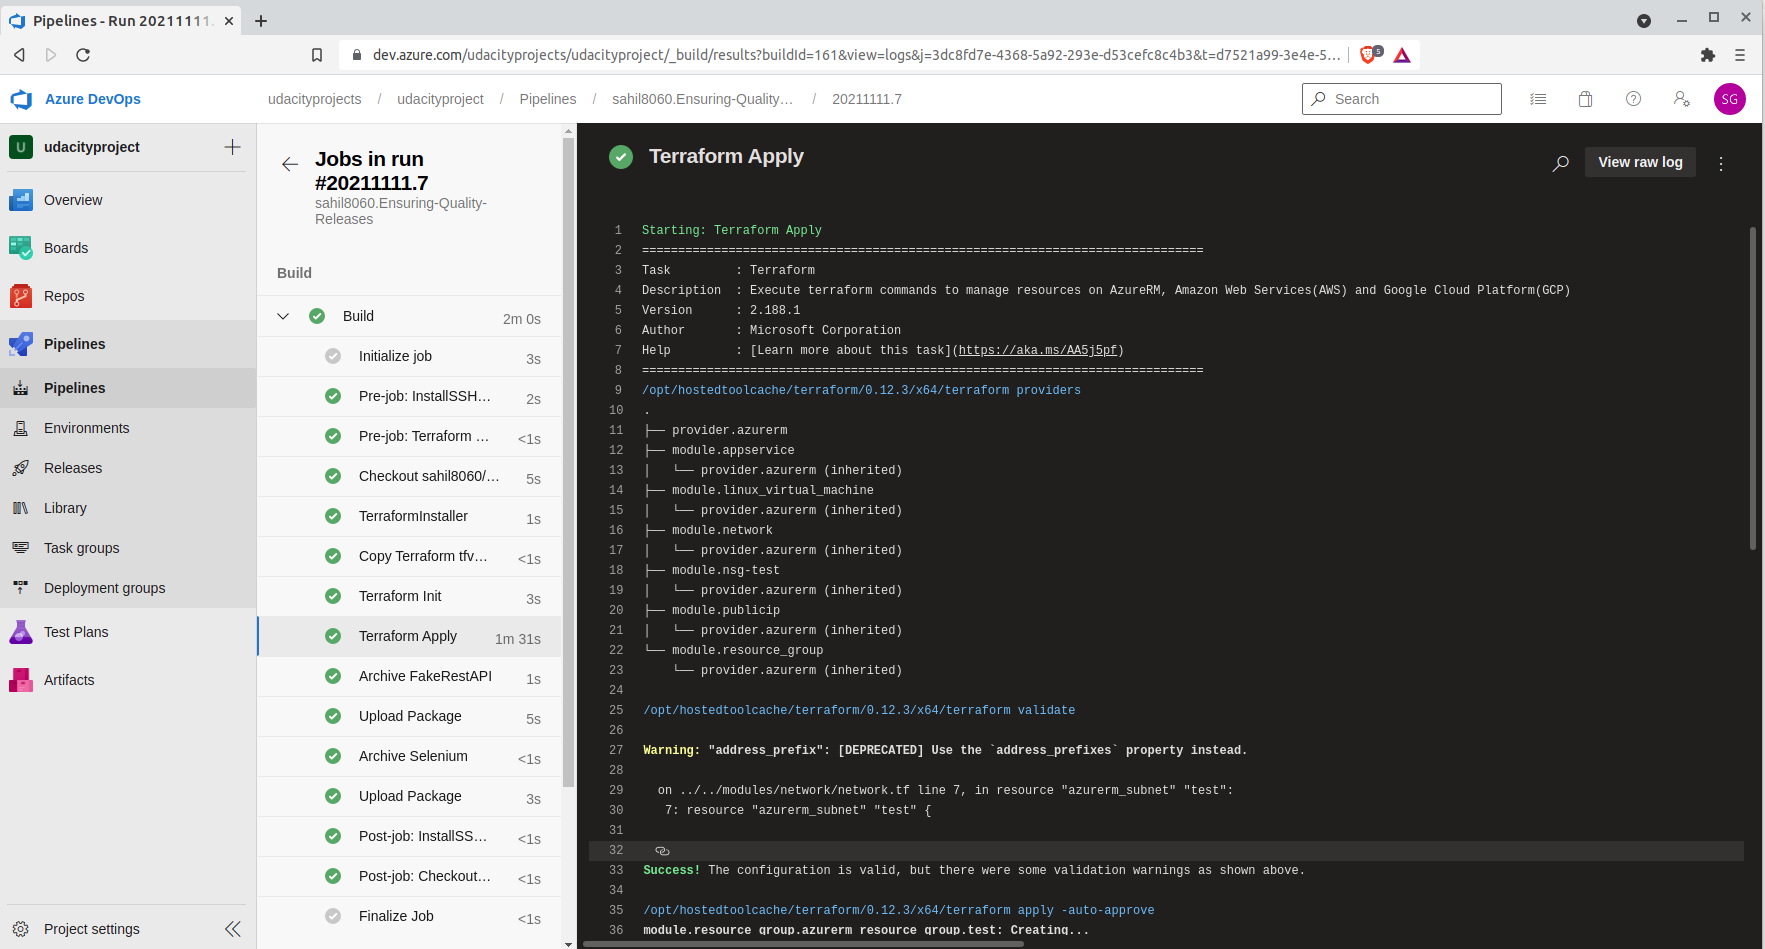 Pipelines - Run 20211111.
dev.azure.com/udacityprojects/udacityproject/_build/results?buildId=161&view=logs&j=3dc8fd7e-4368-5a92-293e-d53cefc8c4b3&t=d7521a99-3e4e-5...
5
Azure DevOps
udacityprojects / udacityproject / Pipelines / sahil8060.Ensuring-Quality... / 20211111.7
Search
SG
U
udacityproject
Overview
Boards
Repos
Pipelines
Pipelines
Environments
Releases
Library
Task groups
Deployment groups
Test Plans
Artifacts
Project settings
Jobs in run
#20211111.7
sahil8060.Ensuring-Quality-
Releases
Build
Build 2m 0s
Initialize job 3s
Pre-job: InstallSSH... 2s
Pre-job: Terraform ... <1s
Checkout sahil8060/... 5s
TerraformInstaller 1s
Copy Terraform tfv... <1s
Terraform Init 3s
Terraform Apply 1m 31s
Archive FakeRestAPI 1s
Upload Package 5s
Archive Selenium <1s
Upload Package 3s
Post-job: InstallSS... <1s
Post-job: Checkout... <1s
Finalize Job <1s
Terraform Apply
View raw log
1 Starting: Terraform Apply
2 ==============================================================================
3 Task         : Terraform
4 Description  : Execute terraform commands to manage resources on AzureRM, Amazon Web Services(AWS) and Google Cloud Platform(GCP)
5 Version      : 2.188.1
6 Author       : Microsoft Corporation
7 Help         : [Learn more about this task](https://aka.ms/AA5j5pf)
8 ==============================================================================
9 /opt/hostedtoolcache/terraform/0.12.3/x64/terraform providers
10 .
11 ├── provider.azurerm
12 ├── module.appservice
13 │   └── provider.azurerm (inherited)
14 ├── module.linux_virtual_machine
15 │   └── provider.azurerm (inherited)
16 ├── module.network
17 │   └── provider.azurerm (inherited)
18 ├── module.nsg-test
19 │   └── provider.azurerm (inherited)
20 ├── module.publicip
21 │   └── provider.azurerm (inherited)
22 └── module.resource_group
23     └── provider.azurerm (inherited)
24
25 /opt/hostedtoolcache/terraform/0.12.3/x64/terraform validate
26
27 Warning: "address_prefix": [DEPRECATED] Use the `address_prefixes` property instead.
28
29   on ../../modules/network/network.tf line 7, in resource "azurerm_subnet" "test":
30    7: resource "azurerm_subnet" "test" {
31
32
33 Success! The configuration is valid, but there were some validation warnings as shown above.
34
35 /opt/hostedtoolcache/terraform/0.12.3/x64/terraform apply -auto-approve
36 module.resource_group.azurerm_resource_group.test: Creating...